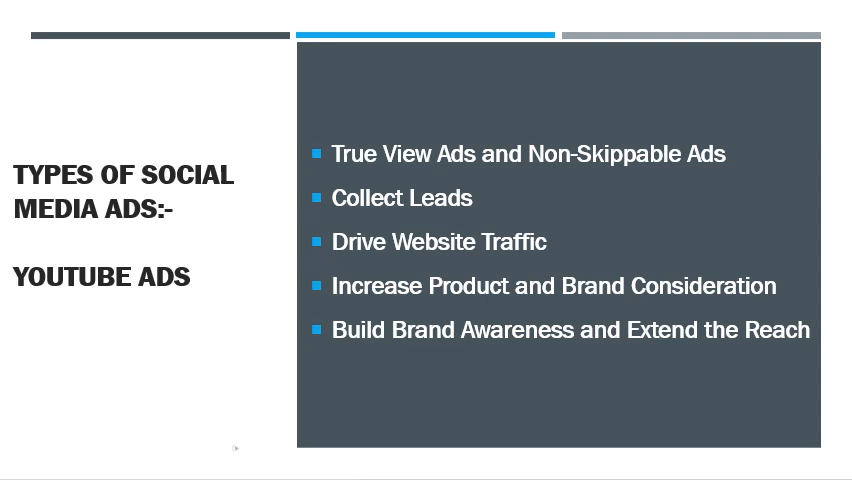 TYPES OF SOCIAL
MEDIA ADS:-
YOUTUBE ADS
True View Ads and Non-Skippable Ads
Collect Leads
Drive Website Traffic
Increase Product and Brand Consideration
Build Brand Awareness and Extend the Reach